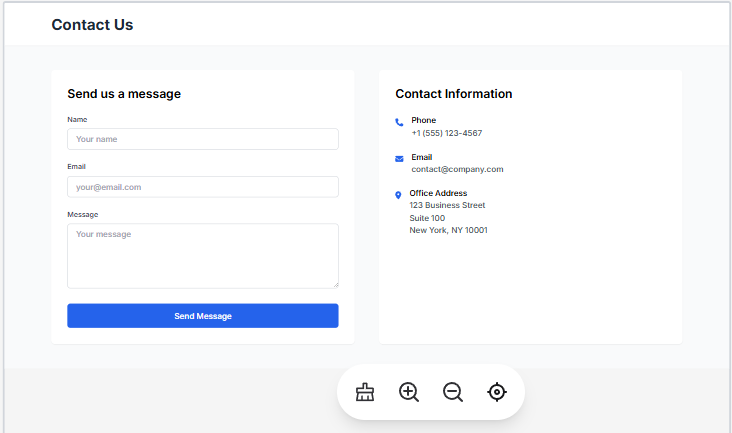 Contact Us
Send us a message
Name
Your name
Email
your@email.com
Message
Your message
Send Message
Contact Information
Phone
+1 (555) 123-4567
Email
contact@company.com
Office Address
123 Business Street
Suite 100
New York, NY 10001